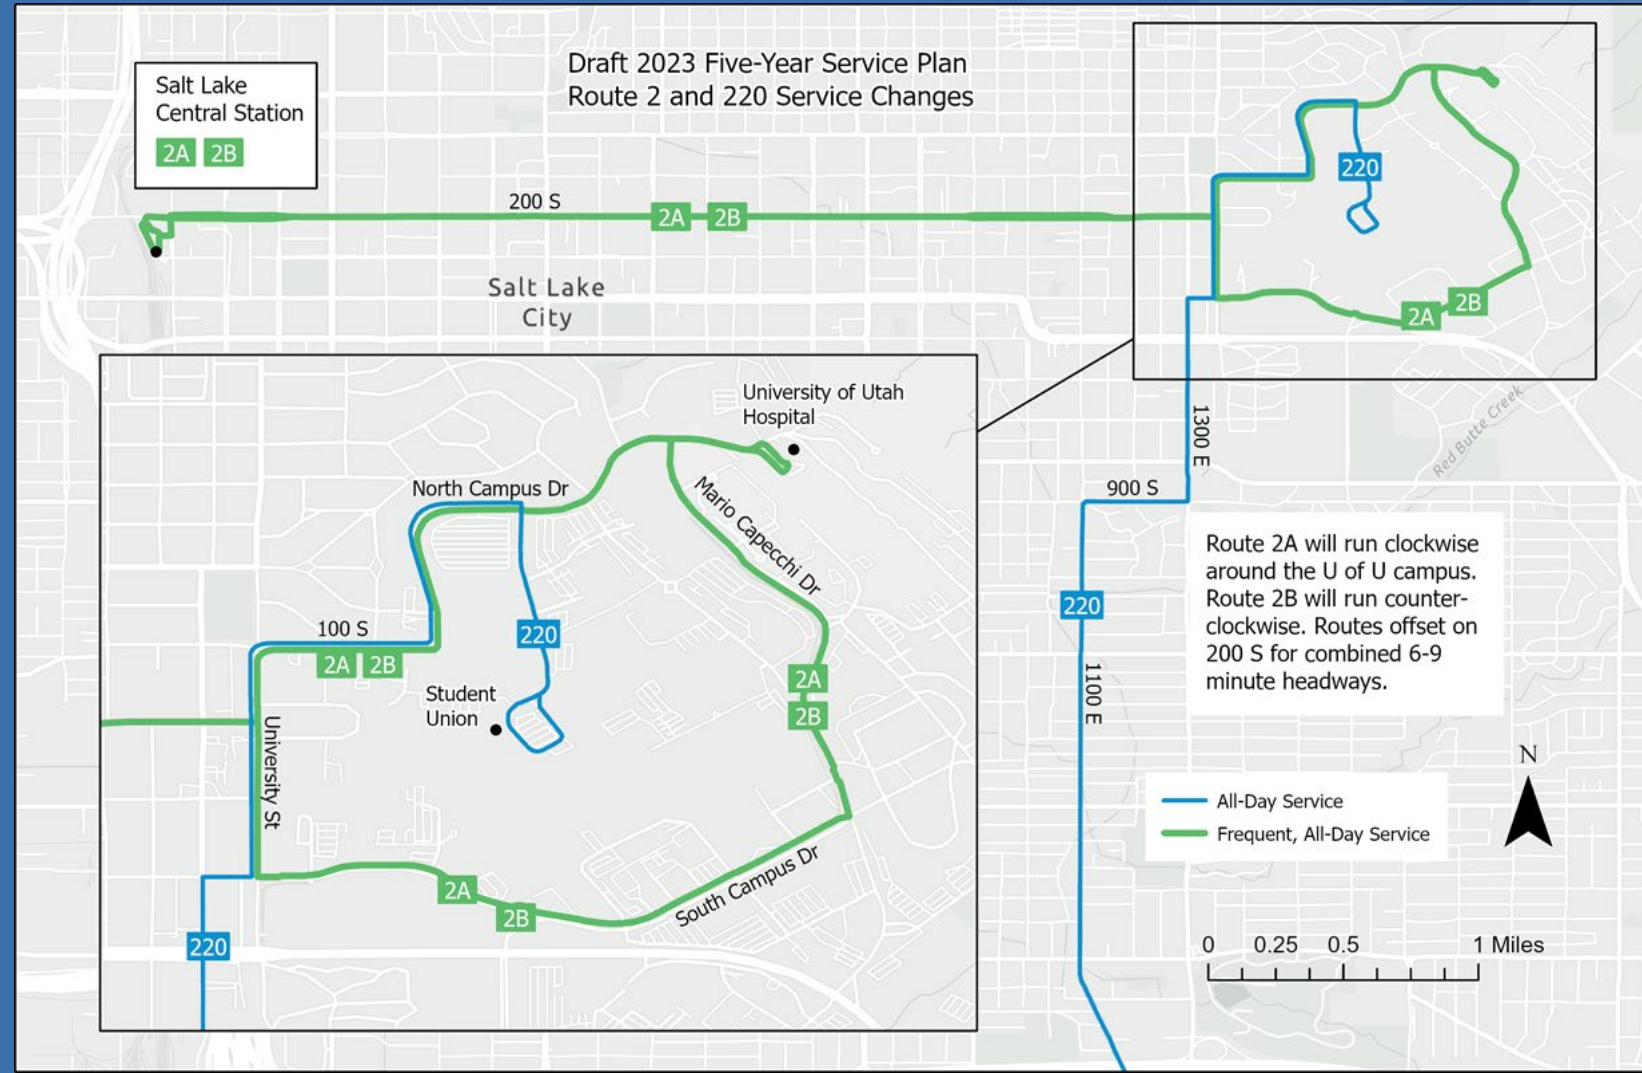 Draft 2023 Five-Year Service Plan
Route 2 and 220 Service Changes
Salt Lake
Central Station
2A 2B
200 S
2A 2B
Salt Lake
City
220
2A
2B
1300 E
Red Butte Creek
900 S
220
1100 E
University of Utah
Hospital
North Campus Dr
Mario Capecchi Dr
100 S
2A 2B
220
Student
Union
2A
2B
University St
2A
2B
South Campus Dr
220
Route 2A will run clockwise
around the U of U campus.
Route 2B will run counter-
clockwise. Routes offset on
200 S for combined 6-9
minute headways.
N
All-Day Service
Frequent, All-Day Service
0 0.25 0.5 1 Miles